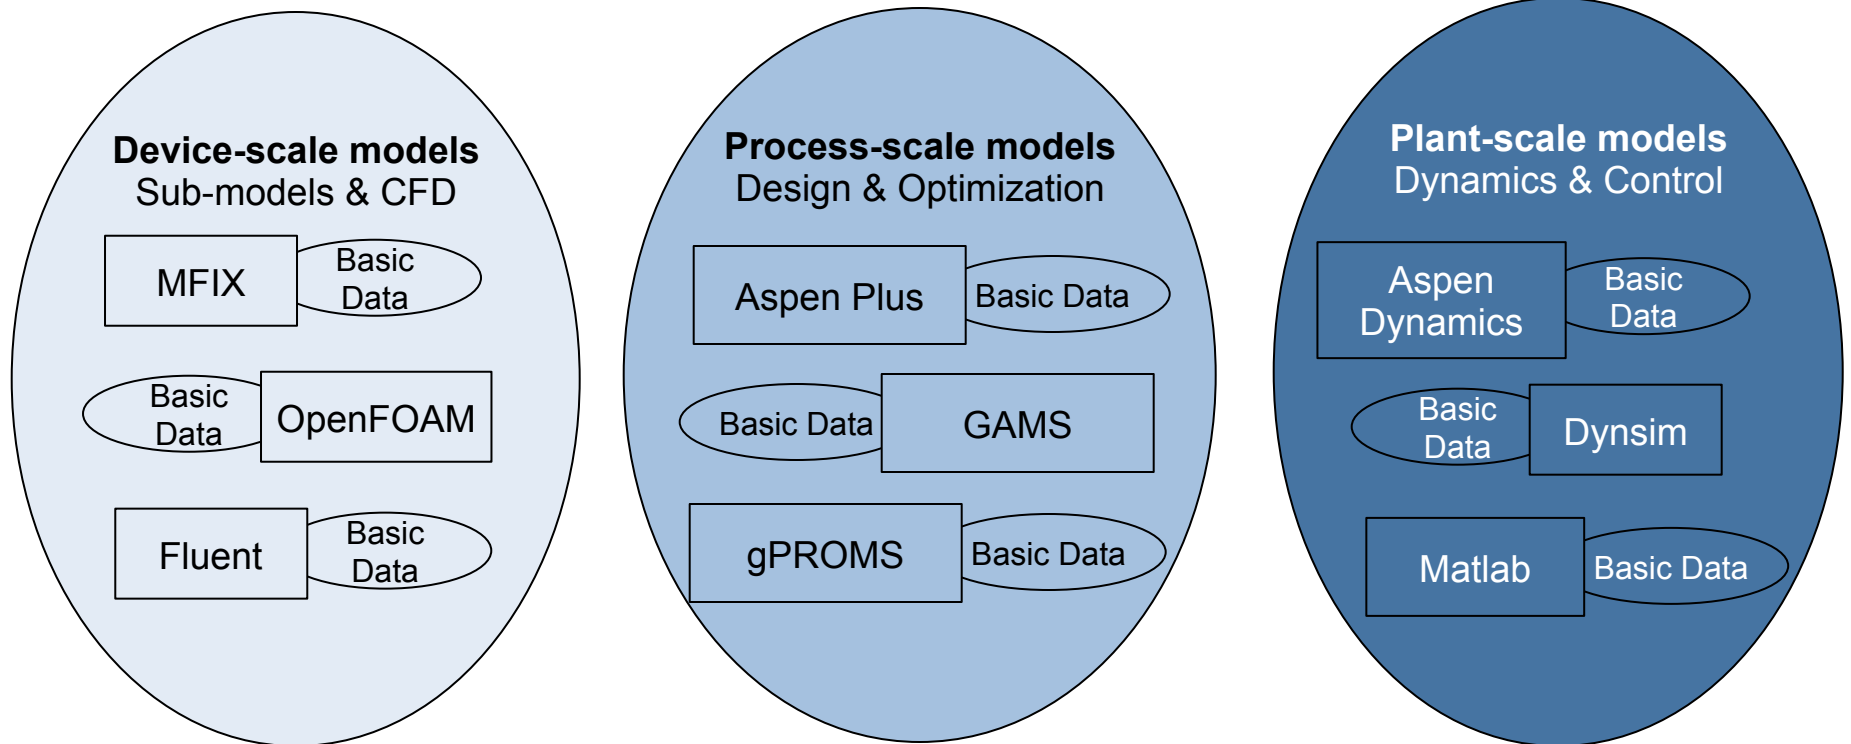 Device-scale models
Sub-models & CFD
MFIX
Basic
Data
Basic
Data
OpenFOAM
Fluent
Basic
Data
Process-scale models
Design & Optimization
Aspen Plus
Basic Data
Basic Data
GAMS
gPROMS
Basic Data
Plant-scale models
Dynamics & Control
Aspen
Dynamics
Basic
Data
Basic
Data
Dynsim
Matlab
Basic Data